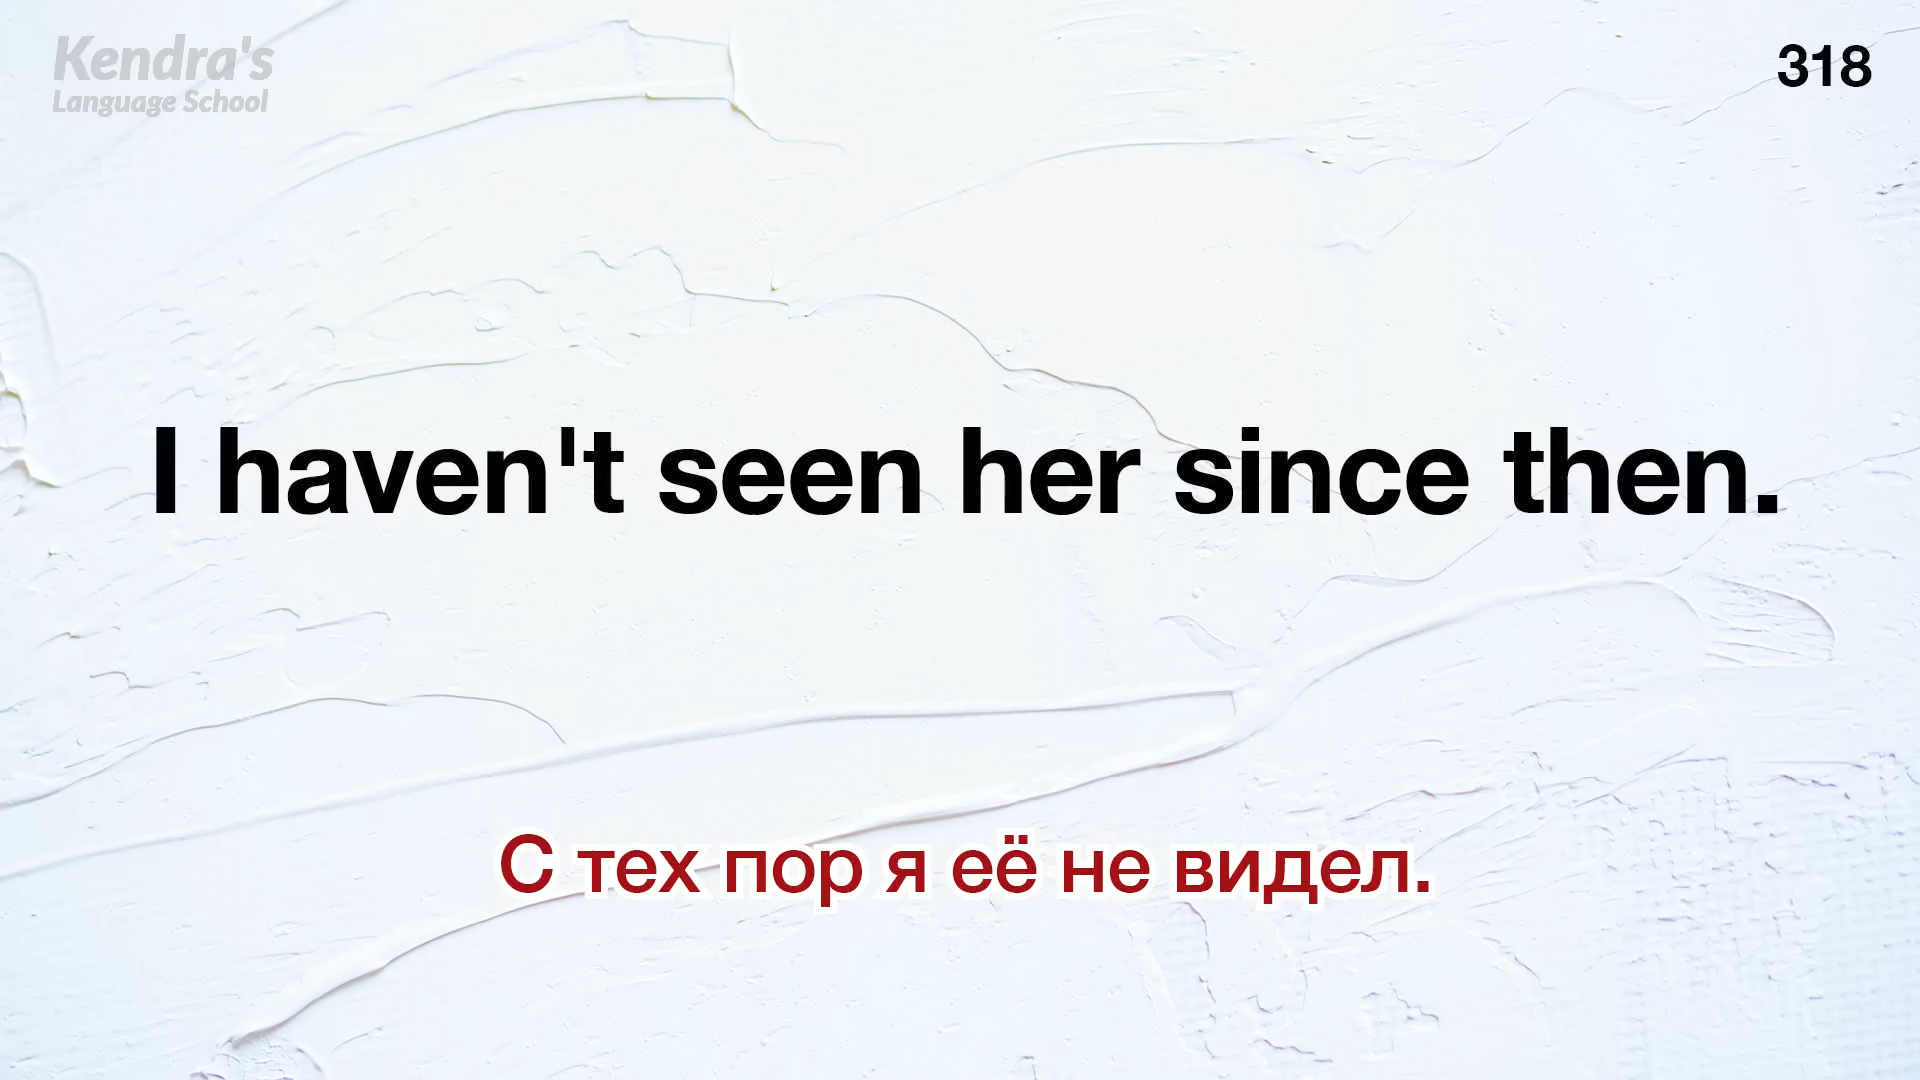 Kendra's
Language School
318
I haven't seen her since then.
С тех пор я её не видел.